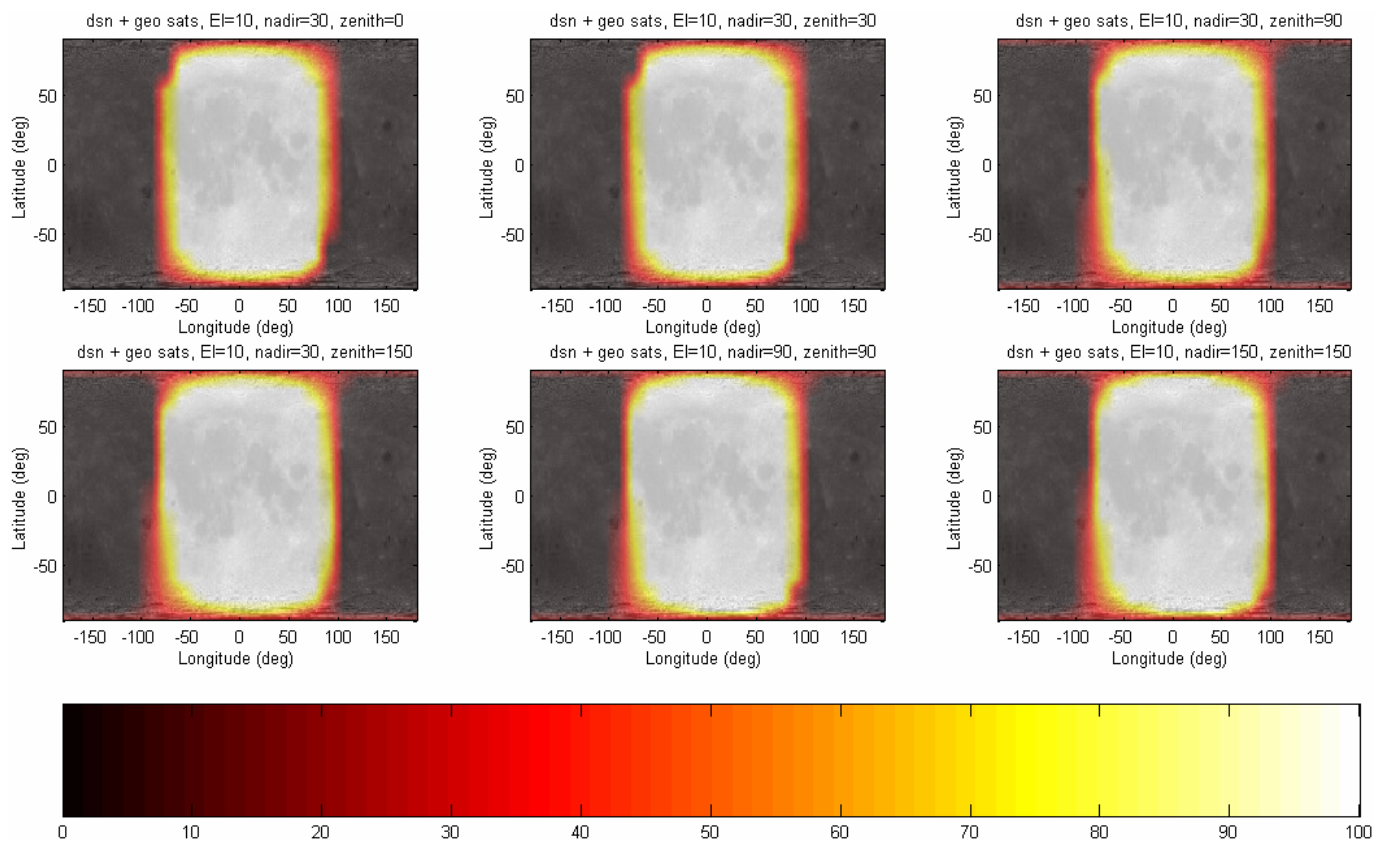 dsn + geo sats, El=10, nadir=30, zenith=0
dsn + geo sats, El=10, nadir=30, zenith=30
dsn + geo sats, El=10, nadir=30, zenith=90
Latitude (deg)
50
0
-50
-150 -100 -50 0 50 100 150
Longitude (deg)
Latitude (deg)
50
0
-50
-150 -100 -50 0 50 100 150
Longitude (deg)
Latitude (deg)
50
0
-50
-150 -100 -50 0 50 100 150
Longitude (deg)
dsn + geo sats, El=10, nadir=30, zenith=150
dsn + geo sats, El=10, nadir=90, zenith=90
dsn + geo sats, El=10, nadir=150, zenith=150
Latitude (deg)
50
0
-50
-150 -100 -50 0 50 100 150
Longitude (deg)
Latitude (deg)
50
0
-50
-150 -100 -50 0 50 100 150
Longitude (deg)
Latitude (deg)
50
0
-50
-150 -100 -50 0 50 100 150
Longitude (deg)
0 10 20 30 40 50 60 70 80 90 100